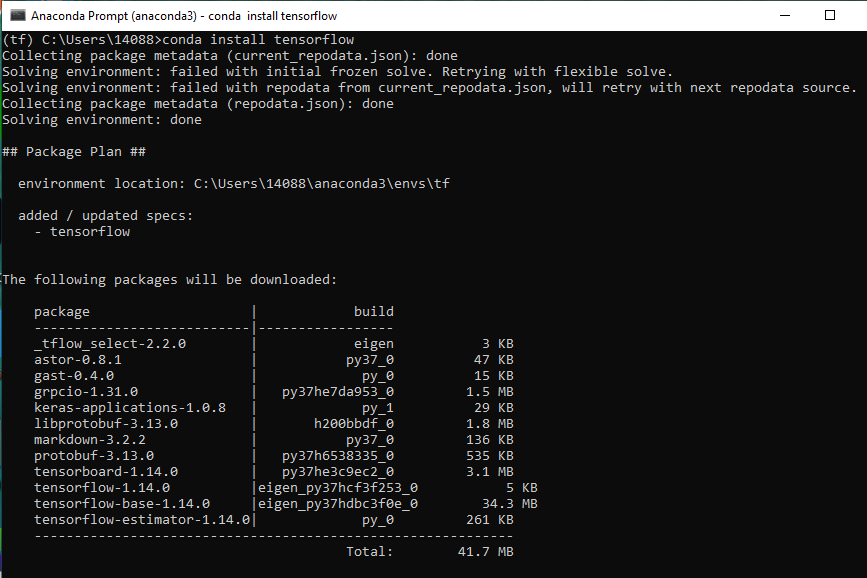 Anaconda Prompt (anaconda3) - conda  install tensorflow
(tf) C:\Users\14088>conda install tensorflow
Collecting package metadata (current_repodata.json): done
Solving environment: failed with initial frozen solve. Retrying with flexible solve.
Solving environment: failed with repodata from current_repodata.json, will retry with next repodata source.
Collecting package metadata (repodata.json): done
Solving environment: done
## Package Plan ##
  environment location: C:\Users\14088\anaconda3\envs\tf
  added / updated specs:
    - tensorflow
The following packages will be downloaded:
    package                    |            build
    ---------------------------|-----------------
    _tflow_select-2.2.0        |            eigen           3 KB
    astor-0.8.1                |           py37_0          47 KB
    gast-0.4.0                 |             py_0          15 KB
    grpcio-1.31.0              |   py37he7da953_0         1.5 MB
    keras-applications-1.0.8   |             py_1          29 KB
    libprotobuf-3.13.0         |       h200bbdf_0         1.8 MB
    markdown-3.2.2             |           py37_0         136 KB
    protobuf-3.13.0            |   py37h6538335_0         535 KB
    tensorboard-1.14.0         |   py37he3c9ec2_0         3.1 MB
    tensorflow-1.14.0          |eigen_py37hcf3f253_0           5 KB
    tensorflow-base-1.14.0     |eigen_py37hdbc3f0e_0        34.3 MB
    tensorflow-estimator-1.14.0|             py_0         261 KB
    ------------------------------------------------------------
                                           Total:        41.7 MB